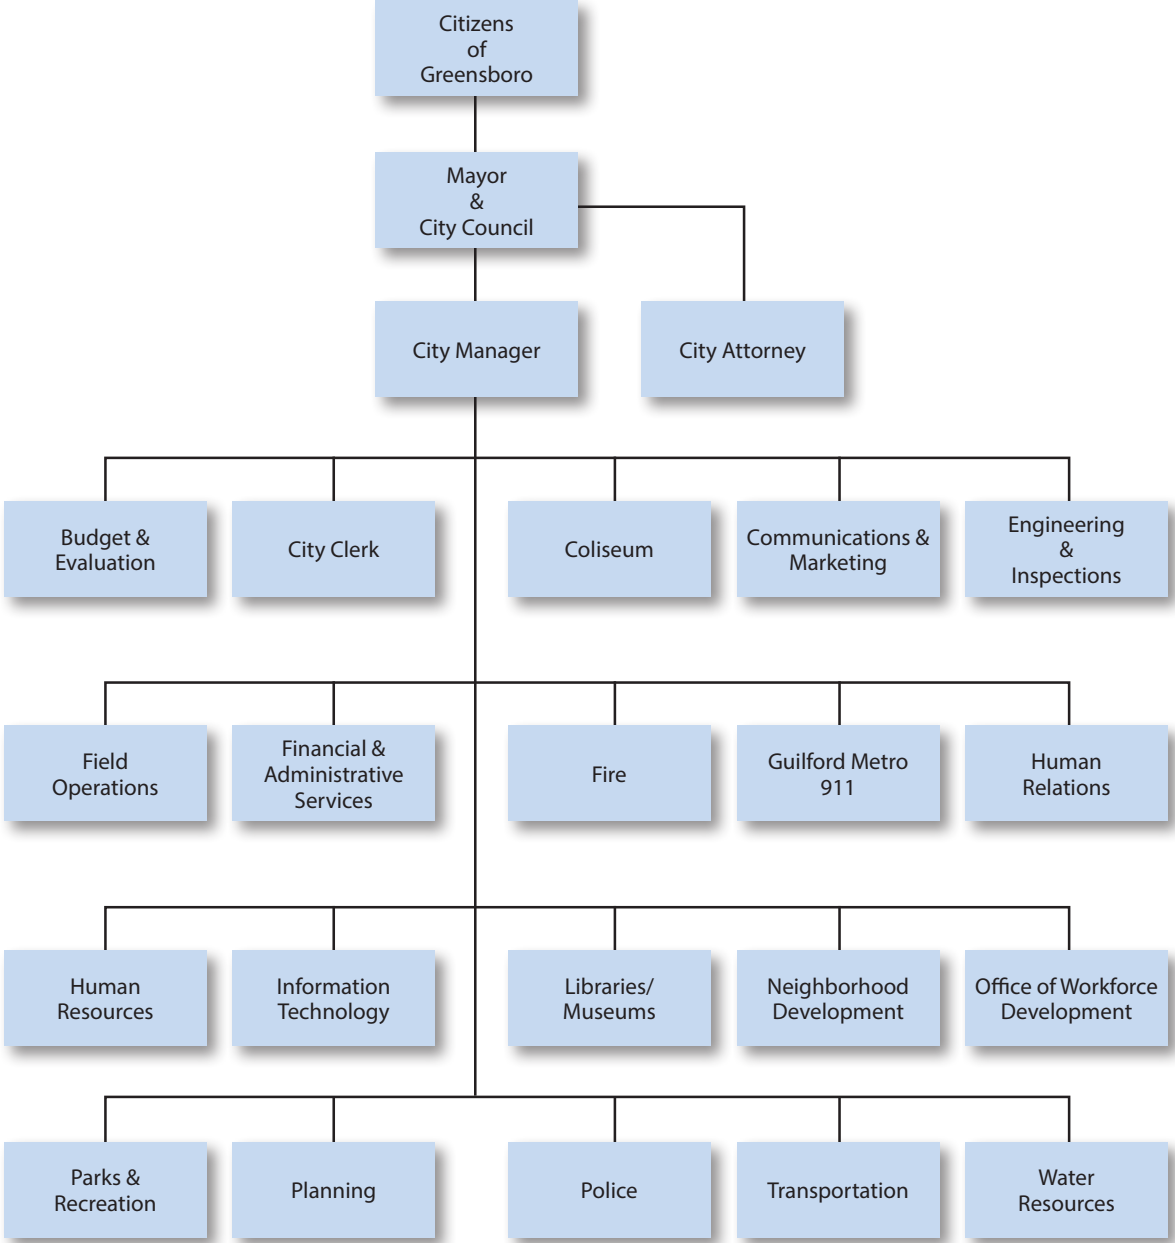 Citizens
of
Greensboro
Mayor
&
City Council
City Manager
City Attorney
Budget &
Evaluation
City Clerk
Coliseum
Communications &
Marketing
Engineering
&
Inspections
Field
Operations
Financial &
Administrative
Services
Fire
Guilford Metro
911
Human
Relations
Human
Resources
Information
Technology
Libraries/
Museums
Neighborhood
Development
Office of Workforce
Development
Parks &
Recreation
Planning
Police
Transportation
Water
Resources